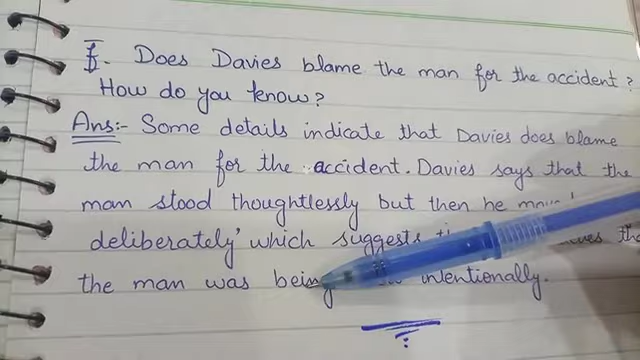 f. Does Davies blame the man for the accident?
How do you know?
Ans:- Some details indicate that Davies does blame
the man for the accident. Davies says that the
man stood thoughtlessly but then he
deliberately' which suggests
the man was being intentionally.